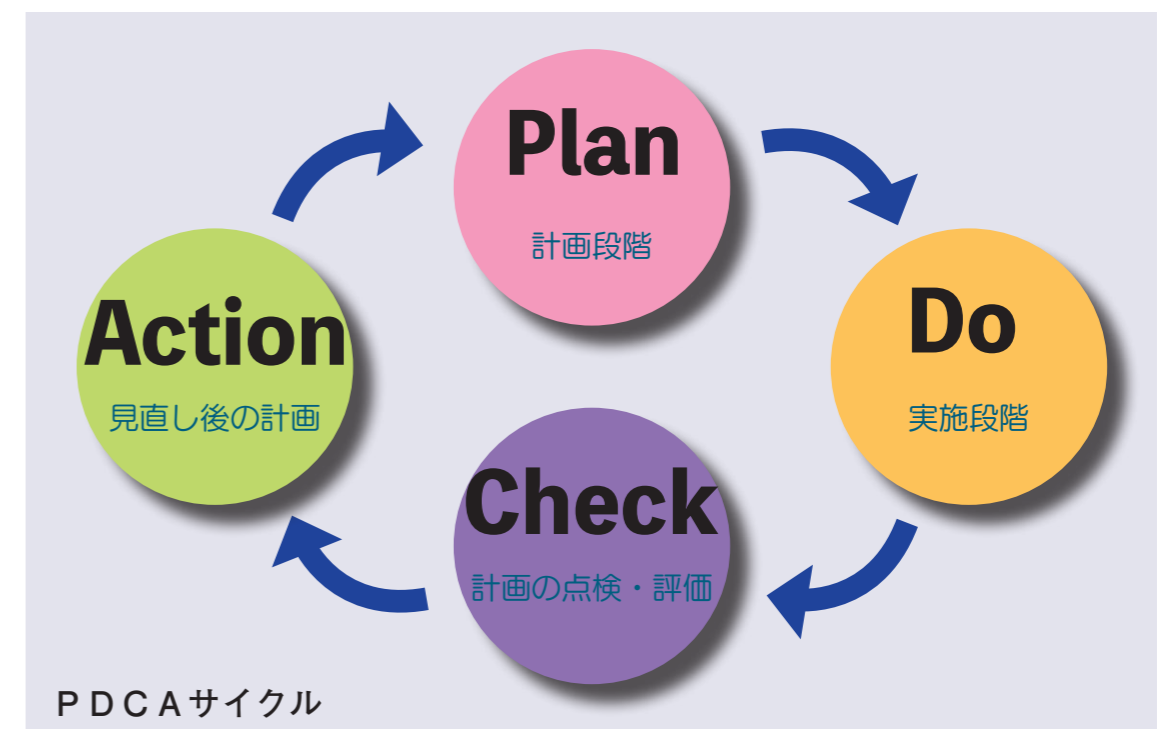 Plan
計画段階
Do
実施段階
Check
計画の点検・評価
Action
見直し後の計画
ＰＤＣＡサイクル